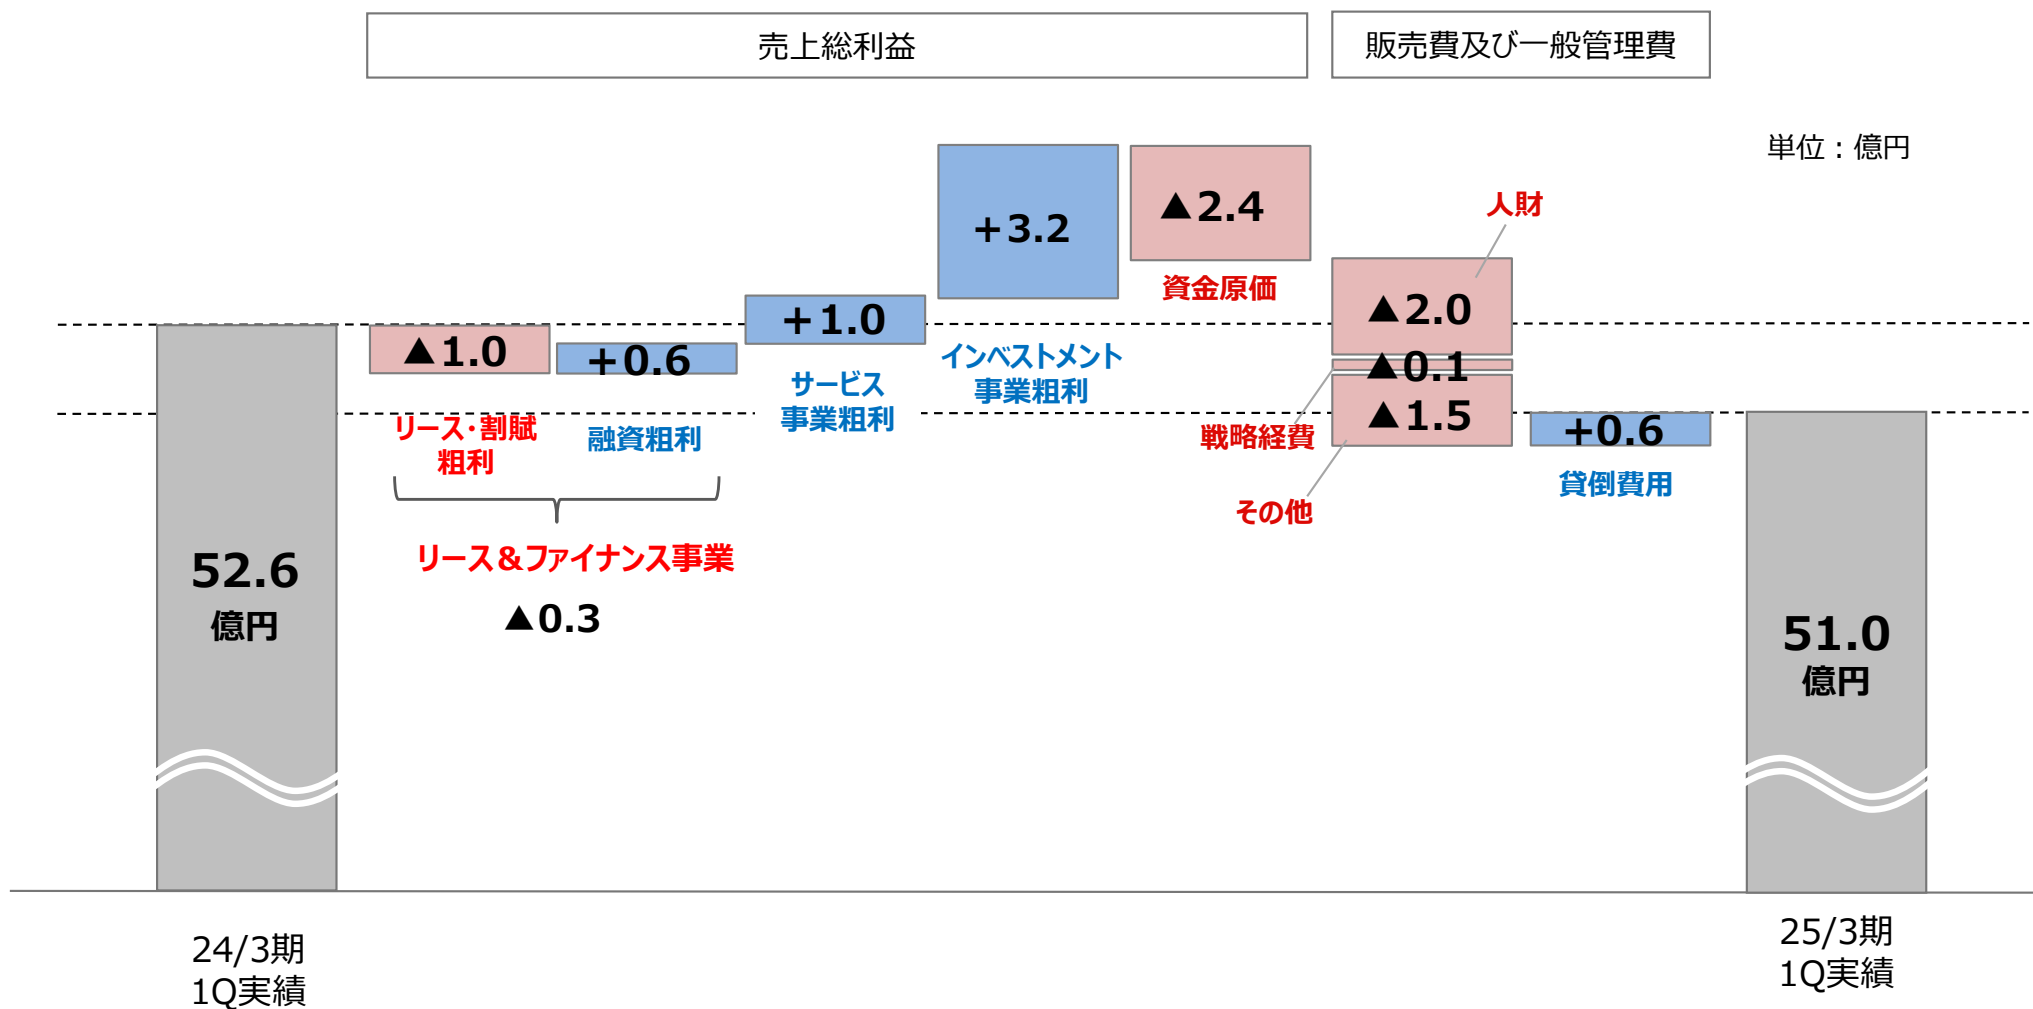 売上総利益
販売費及び一般管理費
単位：億円
人財
+3.2
▲2.4
資金原価
▲2.0
+1.0
▲1.0
+0.6
▲0.1
インベストメント
事業粗利
サービス
事業粗利
▲1.5
+0.6
リース・割賦
粗利
融資粗利
戦略経費
貸倒費用
その他
リース＆ファイナンス事業
▲0.3
52.6
億円
51.0
億円
24/3期
1Q実績
25/3期
1Q実績